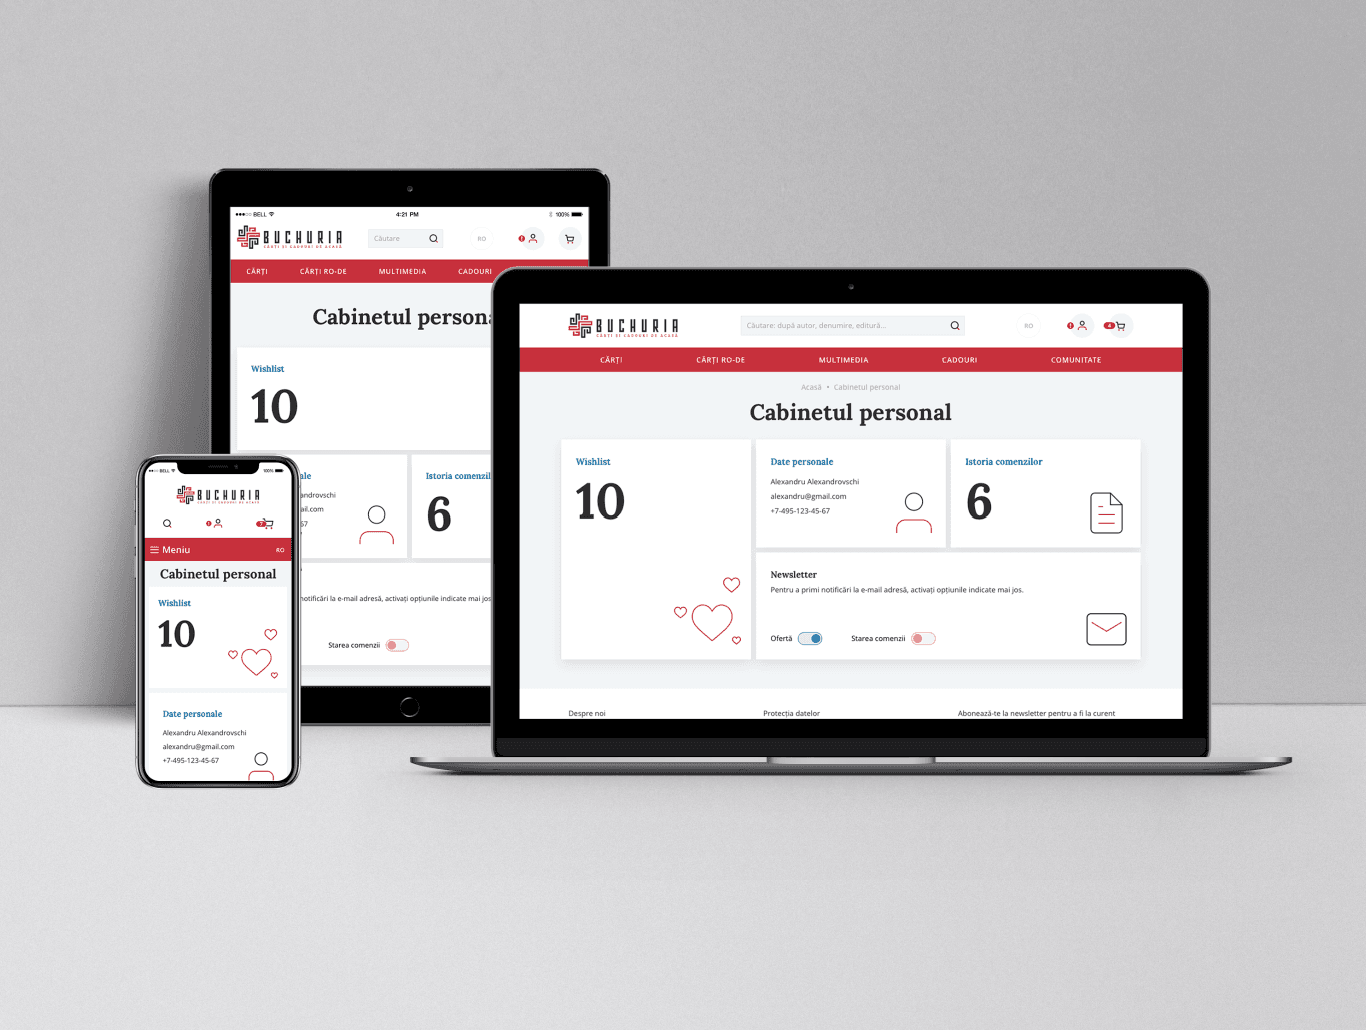 BELL
4:21 PM
100%
BUCHURIA
CĂRȚI ȘI CADOURI DE ACASĂ
Căutare
RO
CĂRȚI
CĂRȚI RO-DE
MULTIMEDIA
CADOURI
Cabinetul persona
Wishlist
10
ale
androvschi
ail.com
67
Istoria comenzil
6
notificări la e-mail adresă, activați opțiunile indicate mai jos
Starea comenzii
BELL
100%
BUCHURIA
CĂRȚI ȘI CADOURI DE ACASĂ
7
Meniu
RO
Cabinetul personal
Wishlist
10
Date personale
Alexandru Alexandrovschi
alexandru@gmail.com
+7-495-123-45-67
BUCHURIA
CĂRȚI ȘI CADOURI DE ACASĂ
Căutare: după autor, denumire, editură...
RO
4
CĂRȚI
CĂRȚI RO-DE
MULTIMEDIA
CADOURI
COMUNITATE
Acasă • Cabinetul personal
Cabinetul personal
Wishlist
10
Date personale
Alexandru Alexandrovschi
alexandru@gmail.com
+7-495-123-45-67
Istoria comenzilor
6
Newsletter
Pentru a primi notificări la e-mail adresă, activați opțiunile indicate mai jos.
Ofertă
Starea comenzii
Despre noi
Protecția datelor
Abonează-te la newsletter pentru a fi la curent